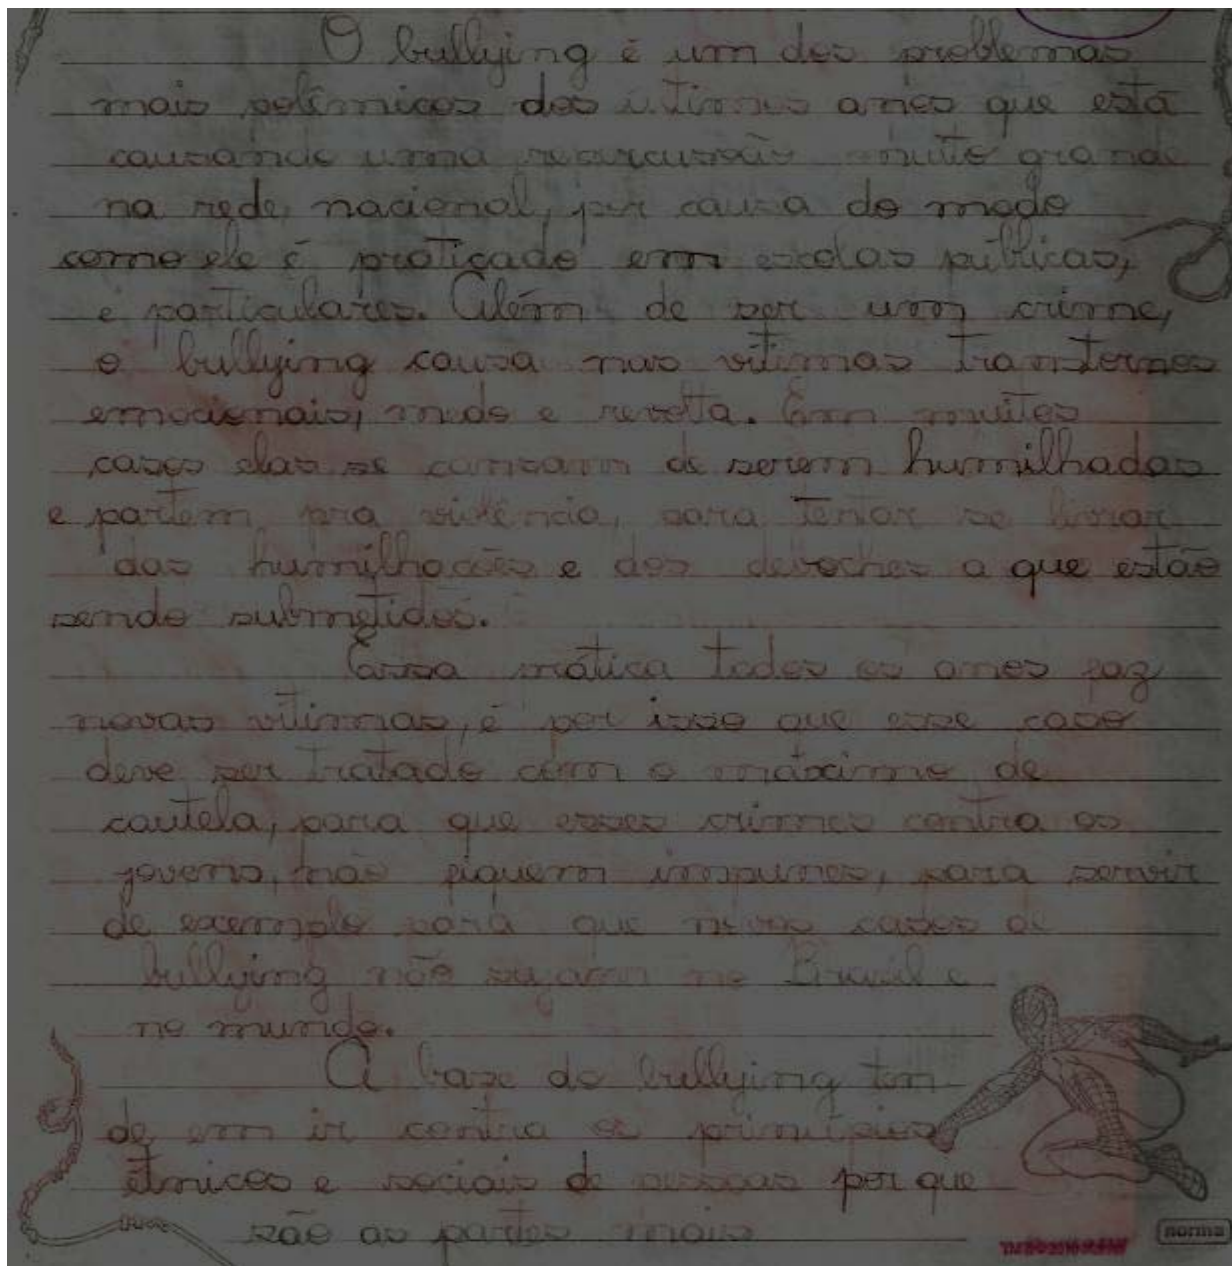 O bullying é um dos problemas
mais polêmicos dos útimos anos que está
causando uma repercurssão muito grande
na rede nacional, por causa do modo
como ele é praticado em escolas públicas,
e particulares. Além de ser um crime,
o bullying causa nas vítimas transtornos
emocionais, medo e revolta. Em muitos
casos elas se cansam de serem humilhadas
e partem pra violência, para tentar se livrar
das humilhações e dos deboches a que estão
sendo submetidos.
Essa prática todos os anos faz
novas vítimas, é por isso que esse caso
deve ser tratado com o máximo de
cautela, para que esses crimes contra os
jovens, não fiquem impunes, para servir
de exemplo para que novos casos de
bullying não sejam no Brasil e
no mundo.
A base do bullying tem
de em ir contra os princípios
étnicos e sociais de pessoas por que
são as partes mais
norma